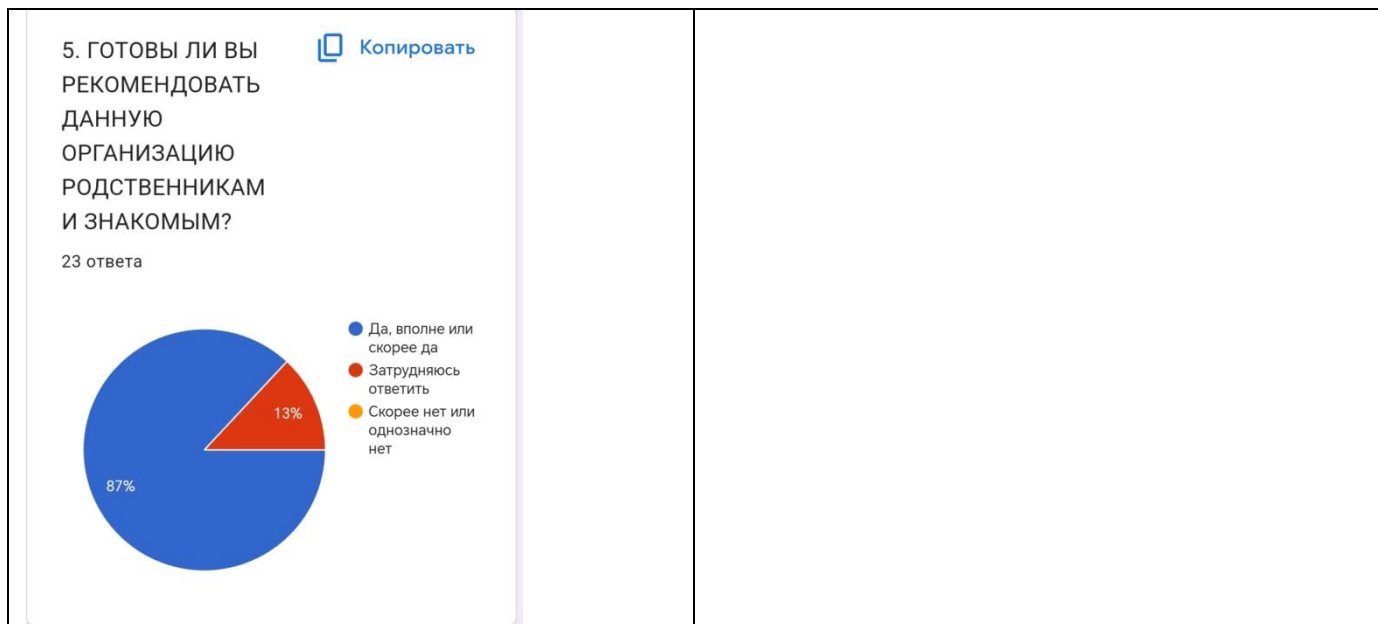 5. ГОТОВЫ ЛИ ВЫ
РЕКОМЕНДОВАТЬ
ДАННУЮ
ОРГАНИЗАЦИЮ
РОДСТВЕННИКАМ
И ЗНАКОМЫМ?
Копировать
23 ответа
Да, вполне или
скорее да
Затрудняюсь
ответить
Скорее нет или
однозначно
нет
13%
87%